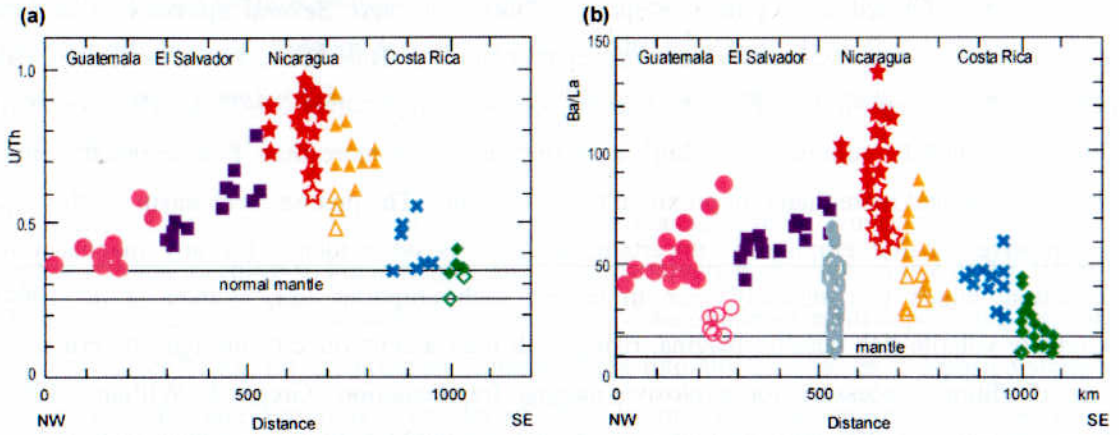 (a)
Guatemala El Salvador Nicaragua Costa Rica
U/Th
1.0
0.5
0
normal mantle
0 500 1000
NW Distance SE
(b)
Guatemala El Salvador Nicaragua Costa Rica
Ba/La
150
100
50
0
mantle
0 500 1000 km
NW Distance SE